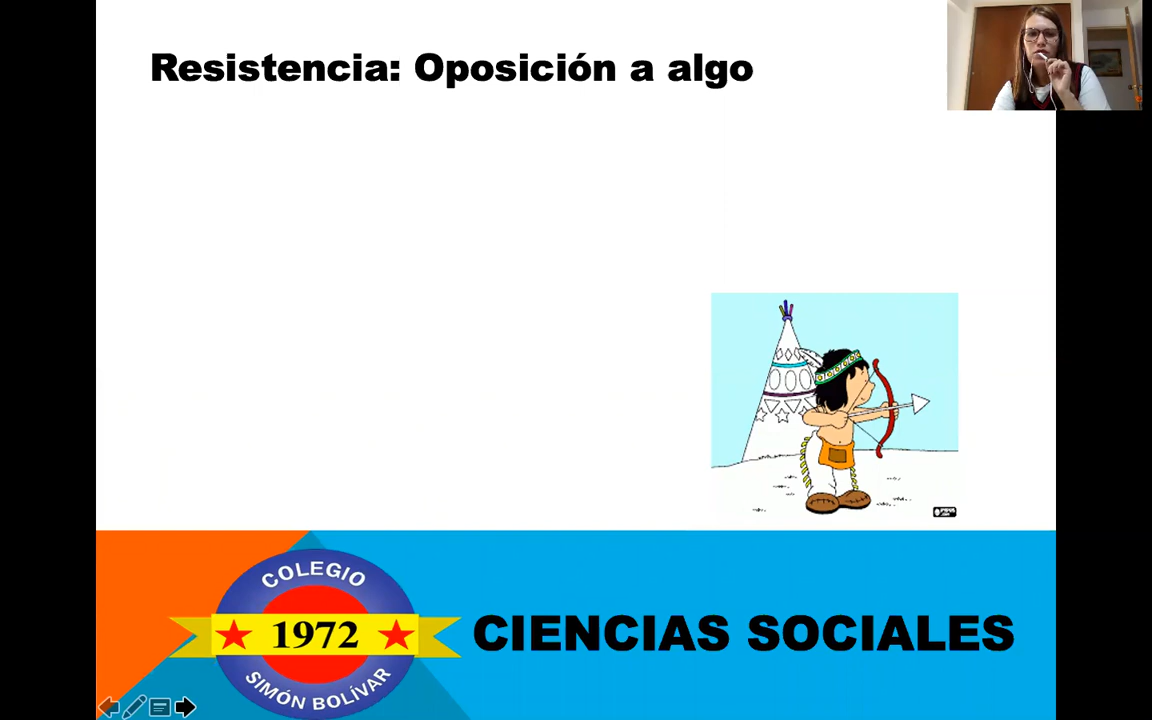 Resistencia: Oposición a algo
COLEGIO
1972
SIMÓN BOLÍVAR
CIENCIAS SOCIALES